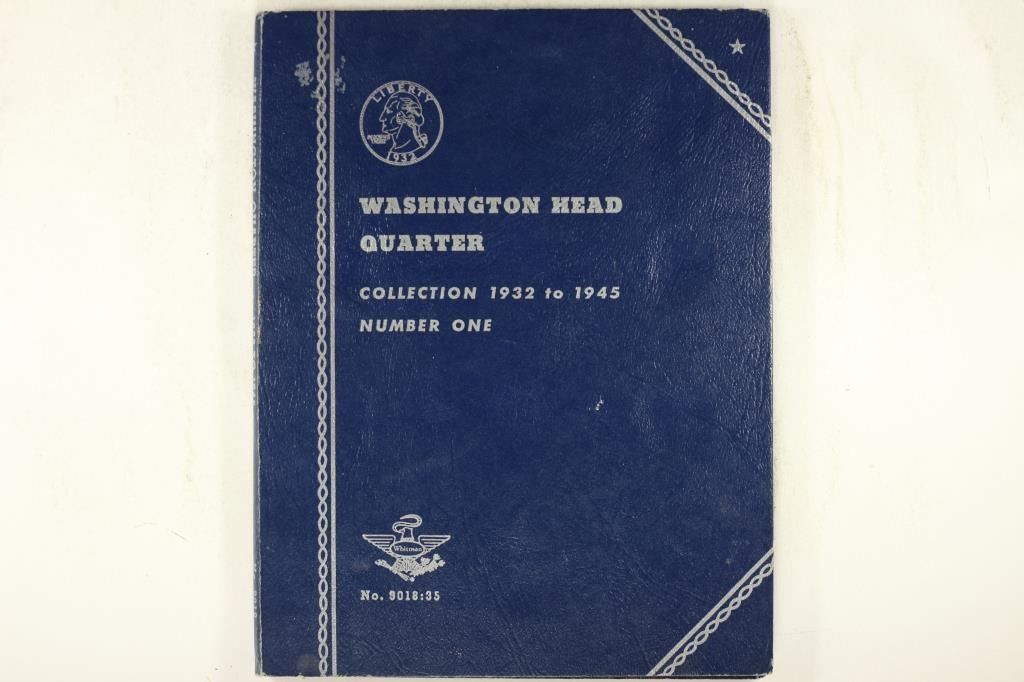 LIBERTY
1932
WASHINGTON HEAD
QUARTER
COLLECTION 1932 to 1945
NUMBER ONE
Whitman
No. 9018:35